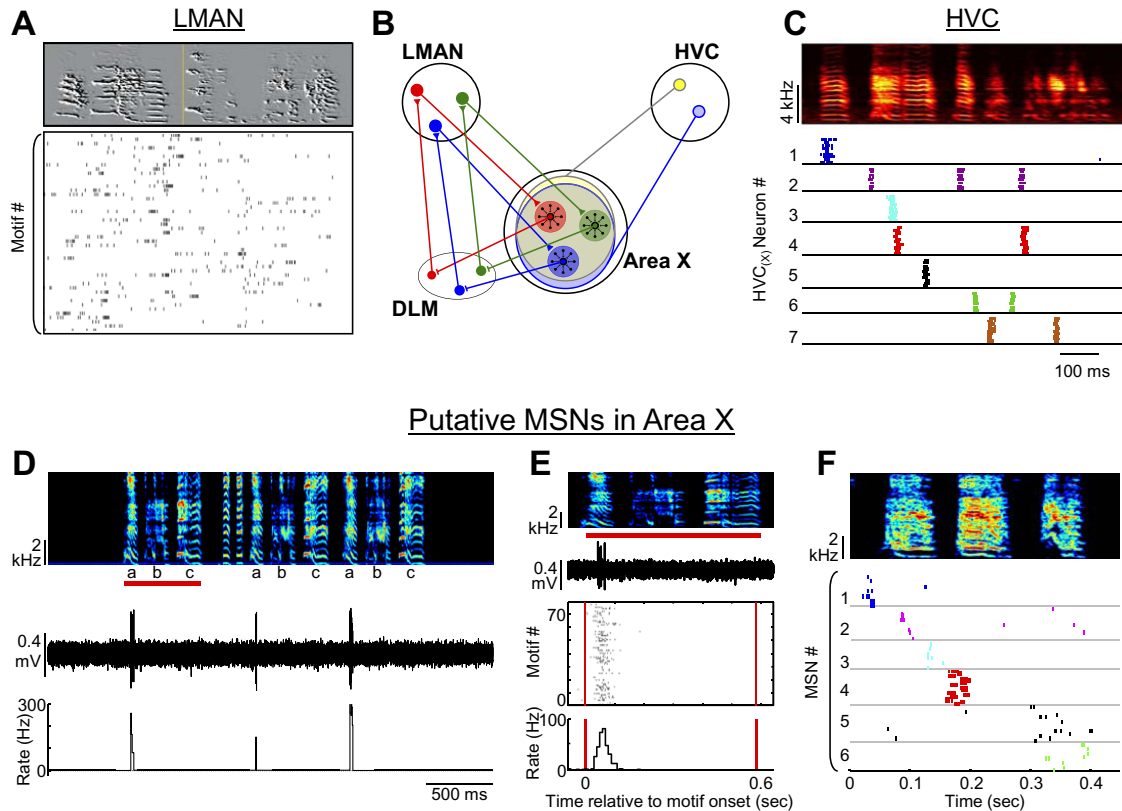 LMAN
HVC
A
Motif #
B
LMAN
HVC
Area X
DLM
C
4 kHz
HVC(X) Neuron #
1
2
3
4
5
6
7
100 ms
Putative MSNs in Area X
D
2
kHz
a b c a b c a b c
0.4
mV
Rate (Hz)
300
0
500 ms
E
2
kHz
0.4
mV
Motif #
70
0
Rate (Hz)
100
0
0 0.6
Time relative to motif onset (sec)
F
2
kHz
MSN #
1
2
3
4
5
6
0 0.1 0.2 0.3 0.4
Time (sec)